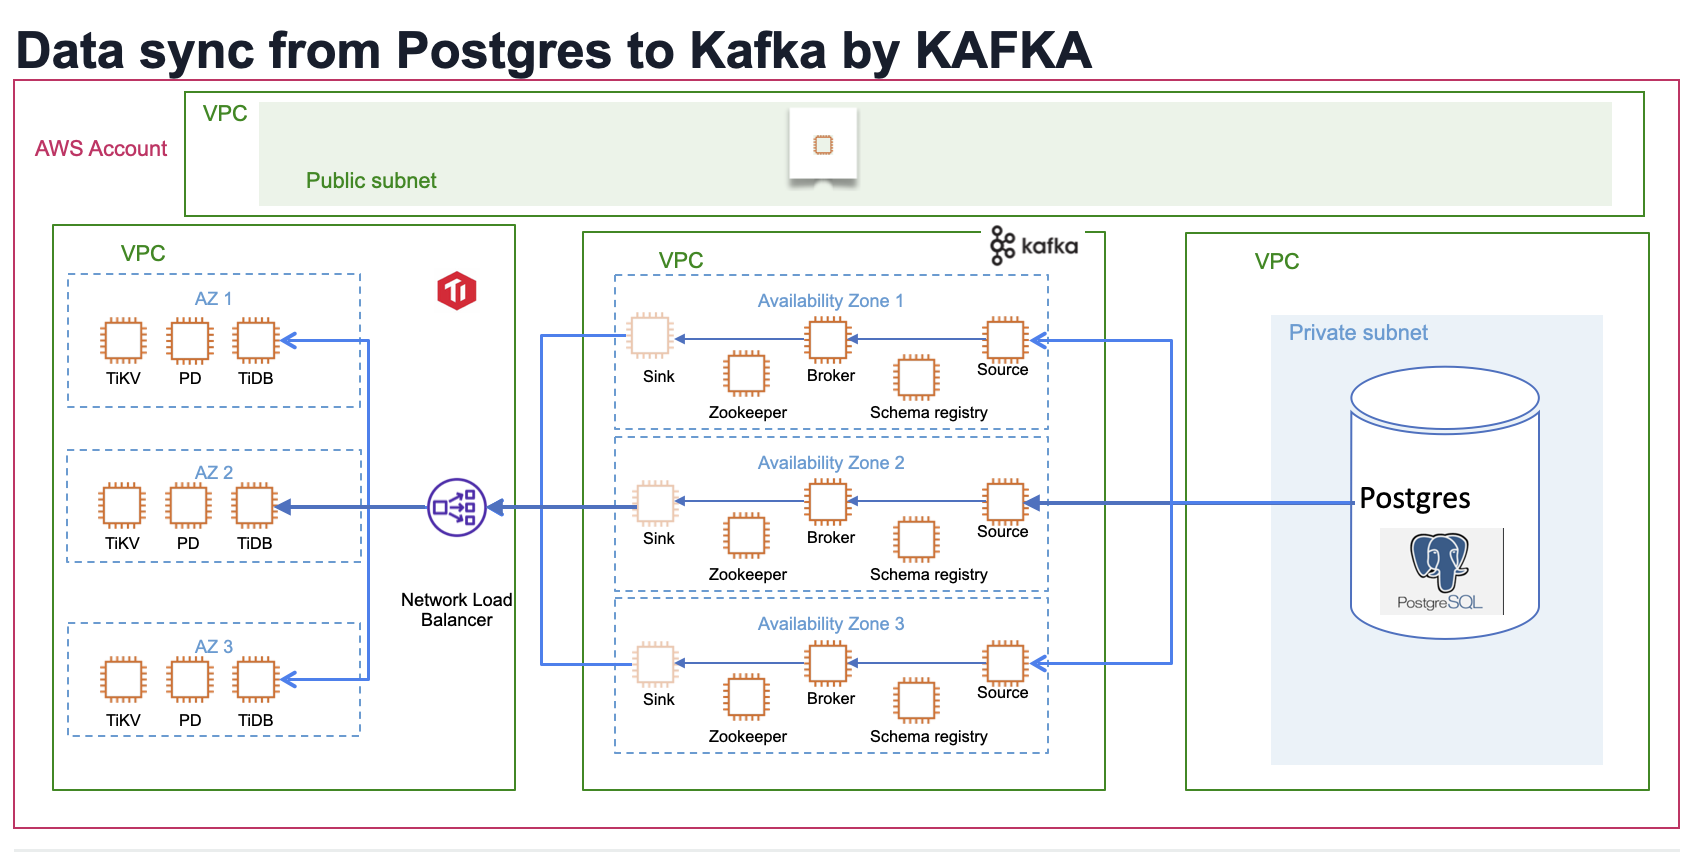 Data sync from Postgres to Kafka by KAFKA
AWS Account
VPC
Public subnet
VPC
AZ 1
TiKV
PD
TiDB
AZ 2
TiKV
PD
TiDB
AZ 3
TiKV
PD
TiDB
Ti
Network Load
Balancer
VPC
kafka
Availability Zone 1
Sink
Zookeeper
Broker
Schema registry
Source
Availability Zone 2
Sink
Zookeeper
Broker
Schema registry
Source
Availability Zone 3
Sink
Zookeeper
Broker
Schema registry
Source
VPC
Private subnet
Postgres
PostgreSQL